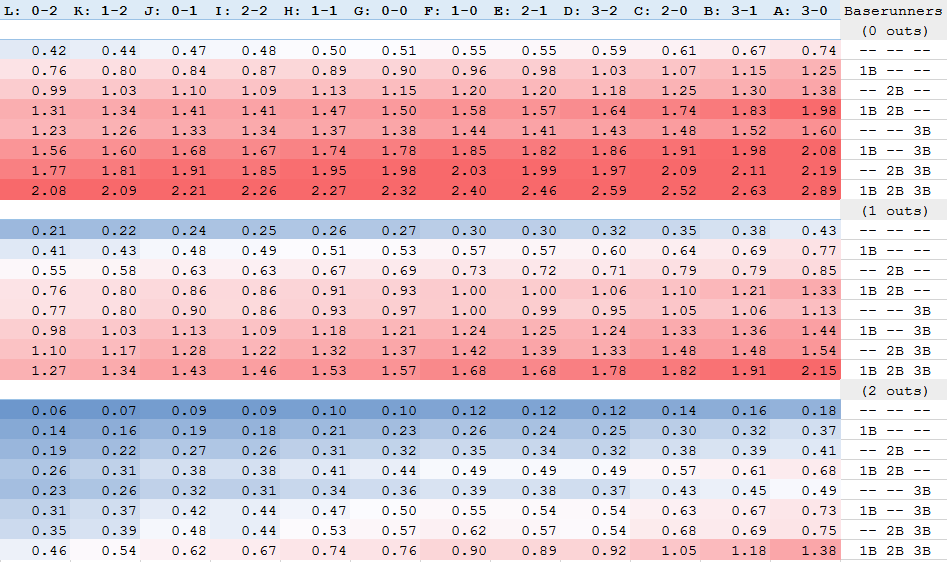 L: 0-2 K: 1-2 J: 0-1 I: 2-2 H: 1-1 G: 0-0 F: 1-0 E: 2-1 D: 3-2 C: 2-0 B: 3-1 A: 3-0 Baserunners
(0 outs)
0.42 0.44 0.47 0.48 0.50 0.51 0.55 0.55 0.59 0.61 0.67 0.74 -- -- --
0.76 0.80 0.84 0.87 0.89 0.90 0.96 0.98 1.03 1.07 1.15 1.25 1B -- --
0.99 1.03 1.10 1.09 1.13 1.15 1.20 1.20 1.18 1.25 1.30 1.38 -- 2B --
1.31 1.34 1.41 1.41 1.47 1.50 1.58 1.57 1.64 1.74 1.83 1.98 1B 2B --
1.23 1.26 1.33 1.34 1.37 1.38 1.44 1.41 1.43 1.48 1.52 1.60 -- -- 3B
1.56 1.60 1.68 1.67 1.74 1.78 1.85 1.82 1.86 1.91 1.98 2.08 1B -- 3B
1.77 1.81 1.91 1.85 1.95 1.98 2.03 1.99 1.97 2.09 2.11 2.19 -- 2B 3B
2.08 2.09 2.21 2.26 2.27 2.32 2.40 2.46 2.59 2.52 2.63 2.89 1B 2B 3B
(1 outs)
0.21 0.22 0.24 0.25 0.26 0.27 0.30 0.30 0.32 0.35 0.38 0.43 -- -- --
0.41 0.43 0.48 0.49 0.51 0.53 0.57 0.57 0.60 0.64 0.69 0.77 1B -- --
0.55 0.58 0.63 0.63 0.67 0.69 0.73 0.72 0.71 0.79 0.79 0.85 -- 2B --
0.76 0.80 0.86 0.86 0.91 0.93 1.00 1.00 1.06 1.10 1.21 1.33 1B 2B --
0.77 0.80 0.90 0.86 0.93 0.97 1.00 0.99 0.95 1.05 1.06 1.13 -- -- 3B
0.98 1.03 1.13 1.09 1.18 1.21 1.24 1.25 1.24 1.33 1.36 1.44 1B -- 3B
1.10 1.17 1.28 1.22 1.32 1.37 1.42 1.39 1.33 1.48 1.48 1.54 -- 2B 3B
1.27 1.34 1.43 1.46 1.53 1.57 1.68 1.68 1.78 1.82 1.91 2.15 1B 2B 3B
(2 outs)
0.06 0.07 0.09 0.09 0.10 0.10 0.12 0.12 0.12 0.14 0.16 0.18 -- -- --
0.14 0.16 0.19 0.18 0.21 0.23 0.26 0.24 0.25 0.30 0.32 0.37 1B -- --
0.19 0.22 0.27 0.26 0.31 0.32 0.35 0.34 0.32 0.38 0.39 0.41 -- 2B --
0.26 0.31 0.38 0.38 0.41 0.44 0.49 0.49 0.49 0.57 0.61 0.68 1B 2B --
0.23 0.26 0.32 0.31 0.34 0.36 0.39 0.38 0.37 0.43 0.45 0.49 -- -- 3B
0.31 0.37 0.42 0.44 0.47 0.50 0.55 0.54 0.54 0.63 0.67 0.73 1B -- 3B
0.35 0.39 0.48 0.44 0.53 0.57 0.62 0.57 0.54 0.68 0.69 0.75 -- 2B 3B
0.46 0.54 0.62 0.67 0.74 0.76 0.90 0.89 0.92 1.05 1.18 1.38 1B 2B 3B